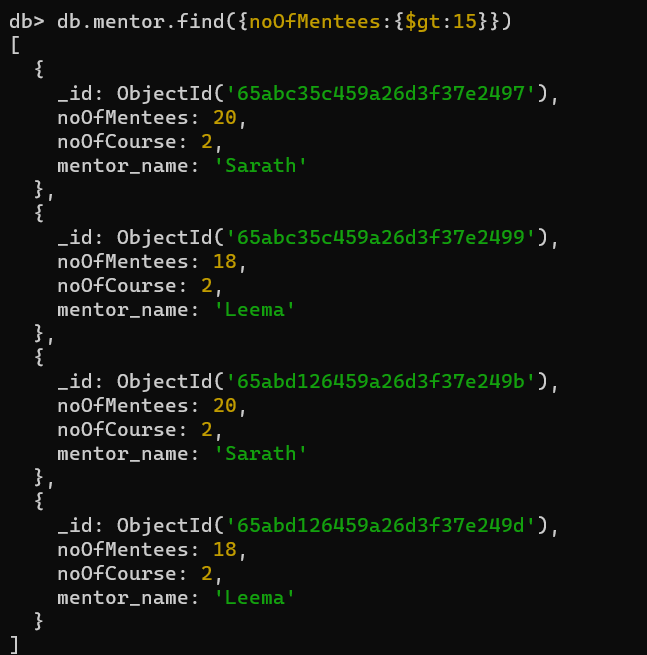 db> db.mentor.find({noOfMentees:{$gt:15}})
[
  {
    _id: ObjectId('65abc35c459a26d3f37e2497'),
    noOfMentees: 20,
    noOfCourse: 2,
    mentor_name: 'Sarath'
  },
  {
    _id: ObjectId('65abc35c459a26d3f37e2499'),
    noOfMentees: 18,
    noOfCourse: 2,
    mentor_name: 'Leema'
  },
  {
    _id: ObjectId('65abd126459a26d3f37e249b'),
    noOfMentees: 20,
    noOfCourse: 2,
    mentor_name: 'Sarath'
  },
  {
    _id: ObjectId('65abd126459a26d3f37e249d'),
    noOfMentees: 18,
    noOfCourse: 2,
    mentor_name: 'Leema'
  }
]